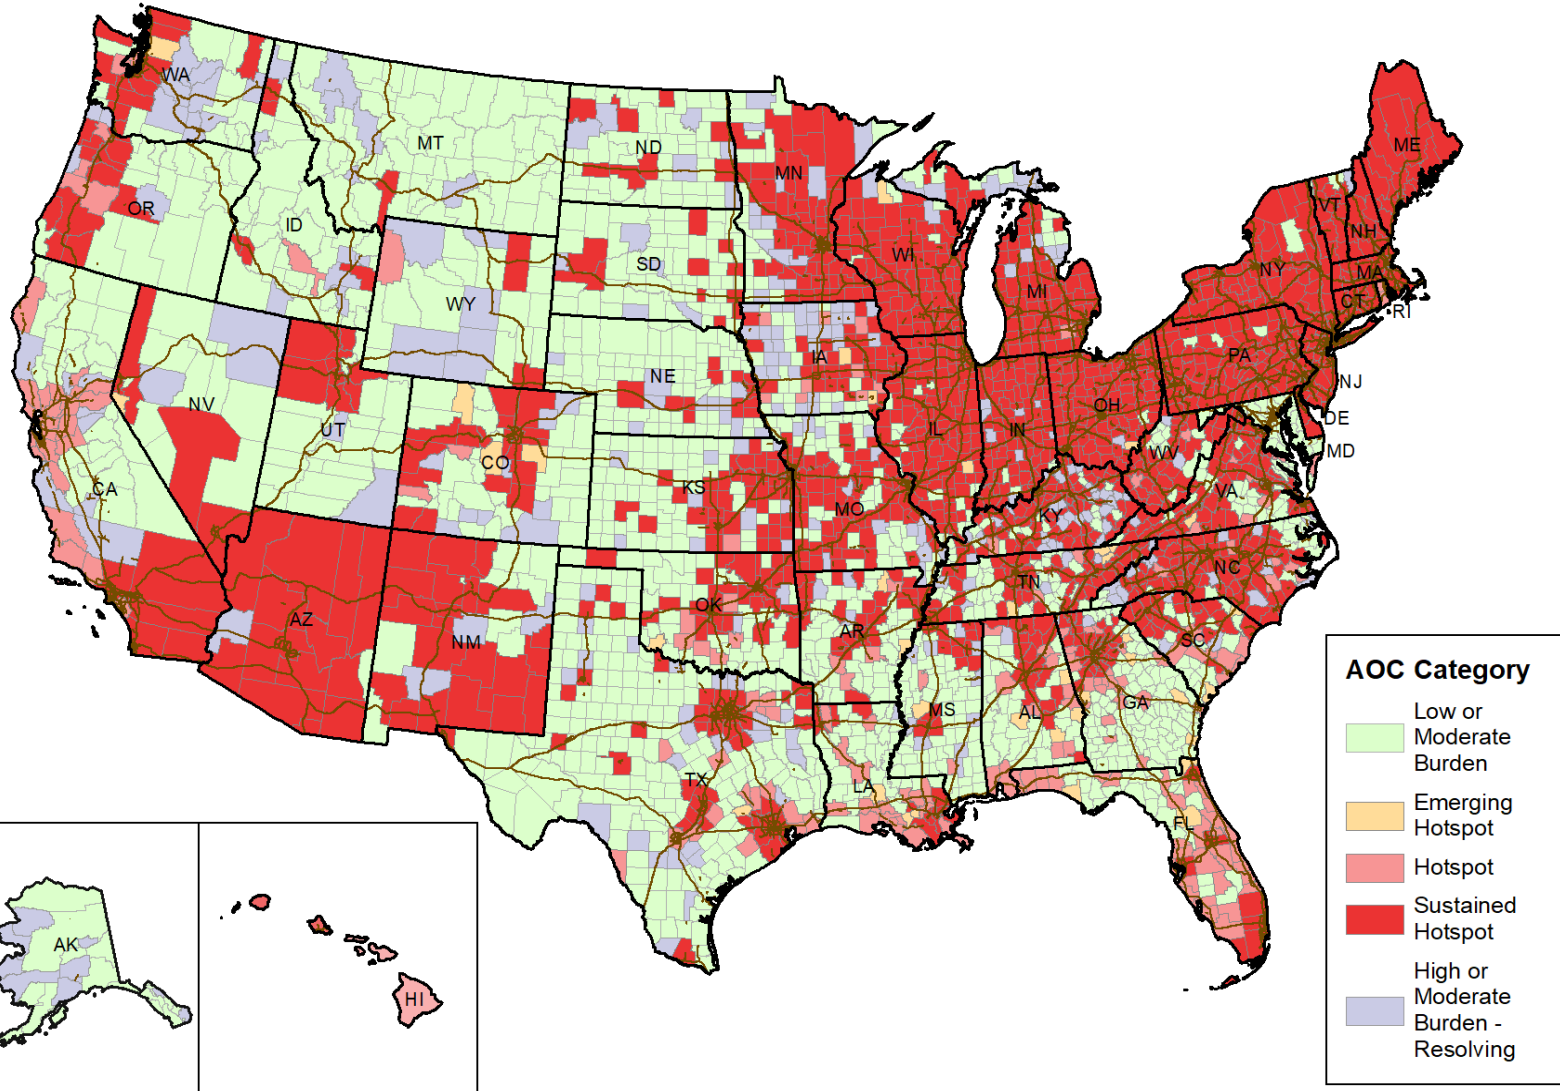 WA
MT
ND
MN
ME
OR
ID
SD
WI
VT
NH
MI
NY
MA
WY
CT
RI
IA
PA
NE
NJ
NV
UT
OH
IL
IN
DE
CO
WV
MD
CA
KS
MO
KY
VA
AZ
NM
OK
AR
TN
NC
SC
MS
AL
GA
TX
LA
FL
AK
HI
AOC Category
Low or
Moderate
Burden
Emerging
Hotspot
Hotspot
Sustained
Hotspot
High or
Moderate
Burden -
Resolving